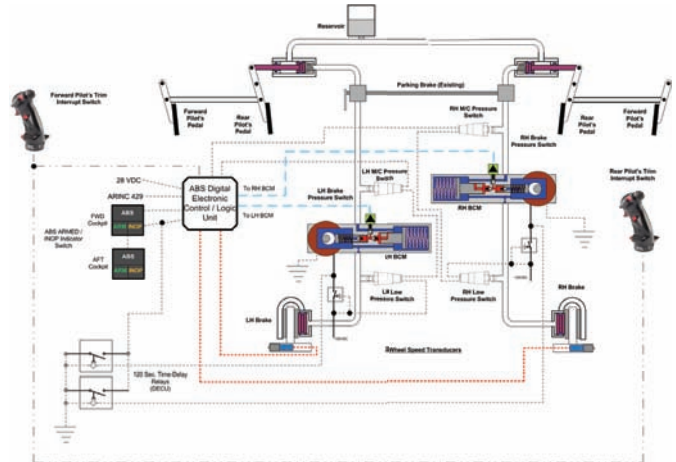 Reservoir
Forward Pilot's Trim
Interrupt Switch
Forward
Pilot's
Pedal
Rear
Pilot's
Pedal
Parking Brake (Existing)
RH M/C Pressure
Switch
RH Brake
Pressure Switch
Rear
Pilot's
Pedal
Forward
Pilot's
Pedal
Rear Pilot's Trim
Interrupt Switch
28 VDC
ARINC 429
ABS Digital
Electronic
Control / Logic
Unit
To RH BCM
To LH BCM
LH M/C Pressure
Switch
LH Brake
Pressure Switch
RH BCM
LH BCM
ABS ARMED /
INOP Indicator
Switch
FWD
Cockpit
ABS
ARM INOP
AFT
Cockpit
ABS
ARM INOP
LH Low
Pressure Switch
RH Low
Pressure Switch
LH Brake
RH Brake
Wheel Speed Transducers
120 Sec. Time-Delay
Relays
(DECU)